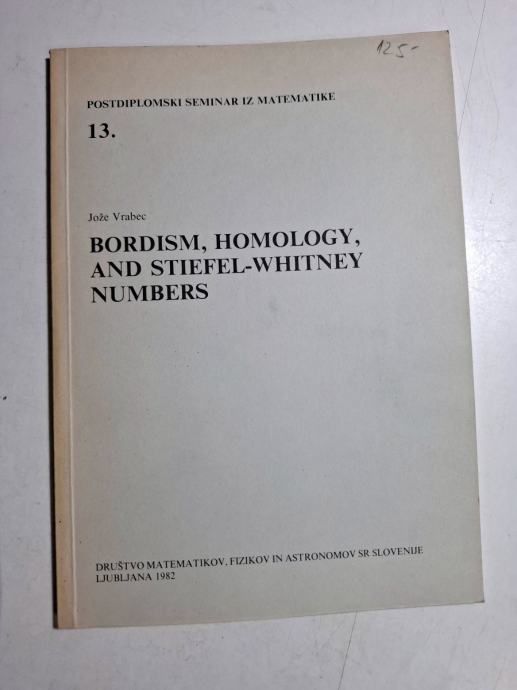 125-
POSTDIPLOMSKI SEMINAR IZ MATEMATIKE
13.
Jože Vrabec
BORDISM, HOMOLOGY,
AND STIEFEL-WHITNEY
NUMBERS
DRUŠTVO MATEMATIKOV, FIZIKOV IN ASTRONOMOV SR SLOVENIJE
LJUBLJANA 1982